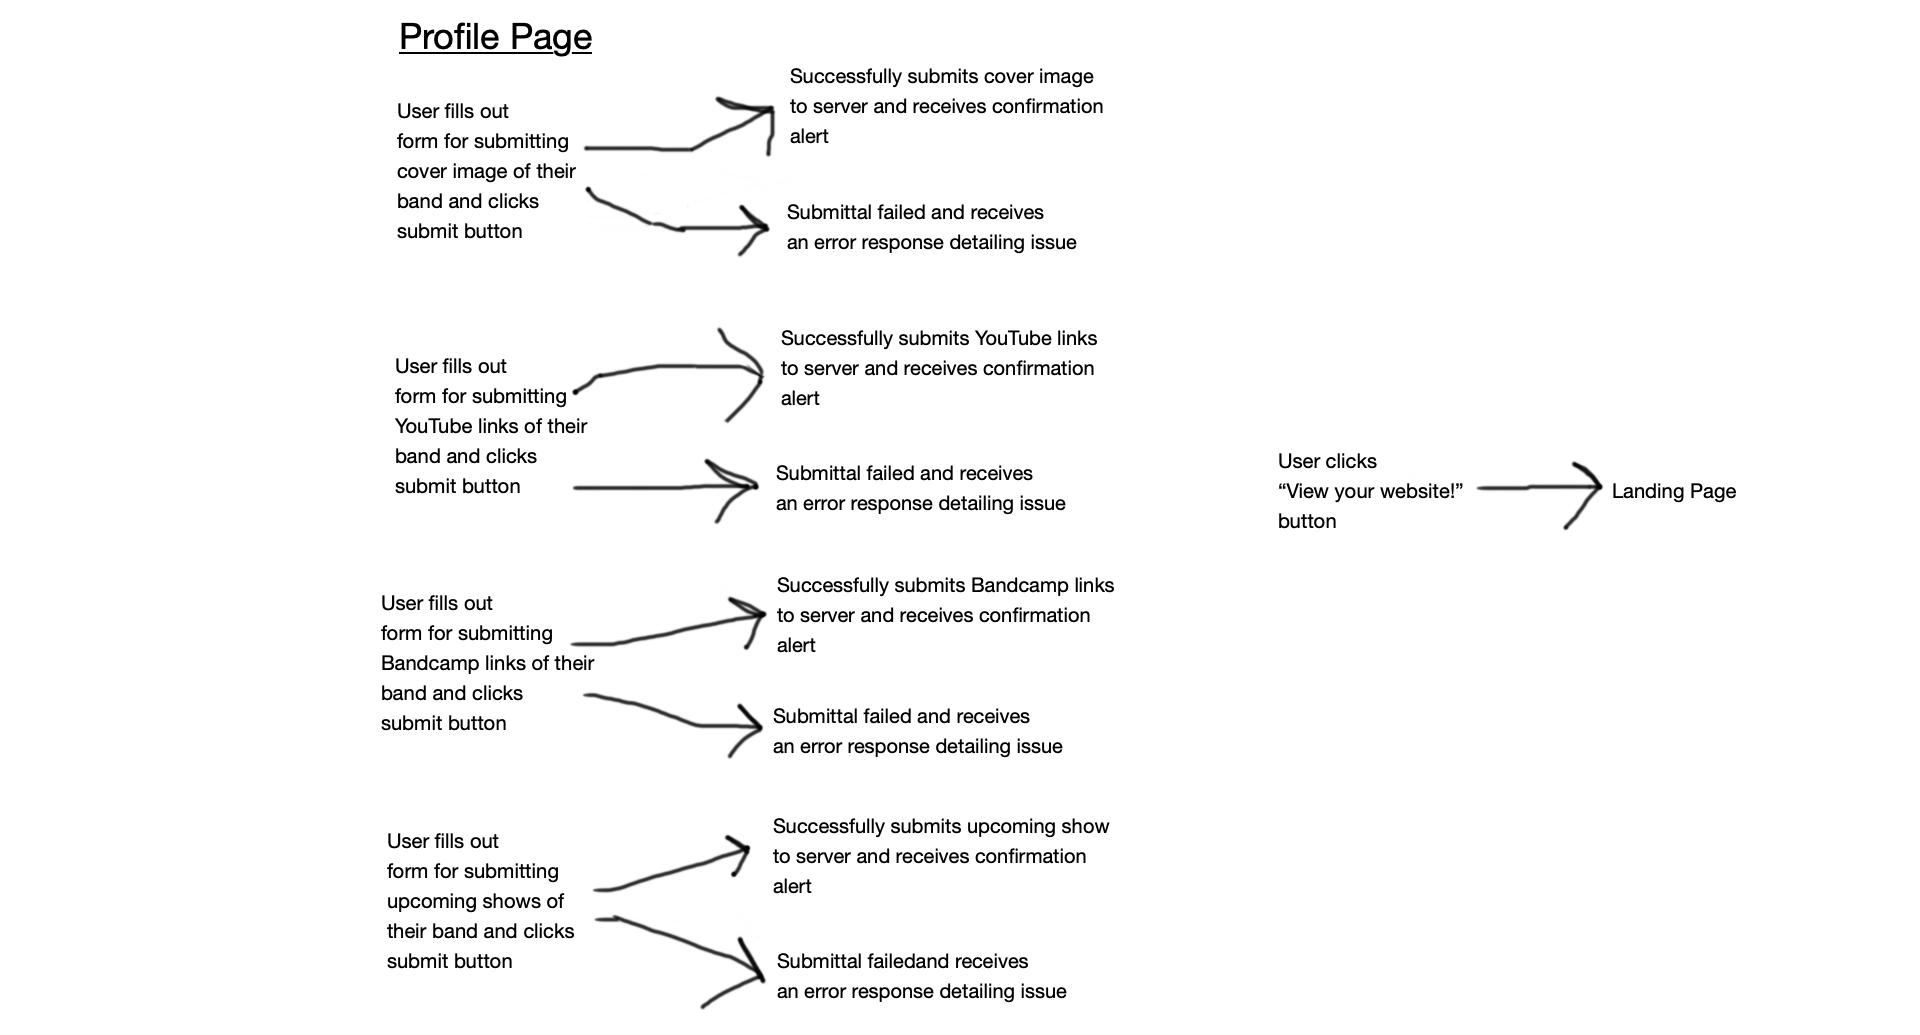 Profile Page
User fills out
form for submitting
cover image of their
band and clicks
submit button
Successfully submits cover image
to server and receives confirmation
alert
Submittal failed and receives
an error response detailing issue
User fills out
form for submitting
YouTube links of their
band and clicks
submit button
Successfully submits YouTube links
to server and receives confirmation
alert
Submittal failed and receives
an error response detailing issue
User fills out
form for submitting
Bandcamp links of their
band and clicks
submit button
Successfully submits Bandcamp links
to server and receives confirmation
alert
Submittal failed and receives
an error response detailing issue
User fills out
form for submitting
upcoming shows of
their band and clicks
submit button
Successfully submits upcoming show
to server and receives confirmation
alert
Submittal failedand receives
an error response detailing issue
User clicks
“View your website!”
button
Landing Page